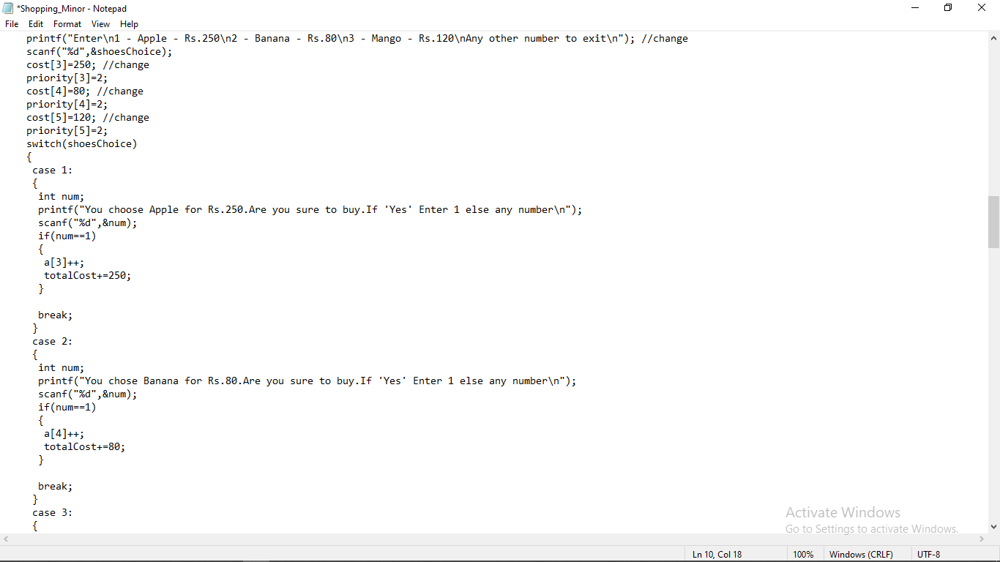 *Shopping_Minor - Notepad
File Edit Format View Help
printf("Enter\n1 - Apple - Rs.250\n2 - Banana - Rs.80\n3 - Mango - Rs.120\nAny other number to exit\n"); //change
scanf("%d",&shoesChoice);
cost[3]=250; //change
priority[3]=2;
cost[4]=80; //change
priority[4]=2;
cost[5]=120; //change
priority[5]=2;
switch(shoesChoice)
{
case 1:
{
int num;
printf("You choose Apple for Rs.250.Are you sure to buy.If 'Yes' Enter 1 else any number\n");
scanf("%d",&num);
if(num==1)
{
a[3]++;
totalCost+=250;
}
break;
}
case 2:
{
int num;
printf("You chose Banana for Rs.80.Are you sure to buy.If 'Yes' Enter 1 else any number\n");
scanf("%d",&num);
if(num==1)
{
a[4]++;
totalCost+=80;
}
break;
}
case 3:
{
Activate Windows
Go to Settings to activate Windows.
Ln 10, Col 18 100% Windows (CRLF) UTF-8